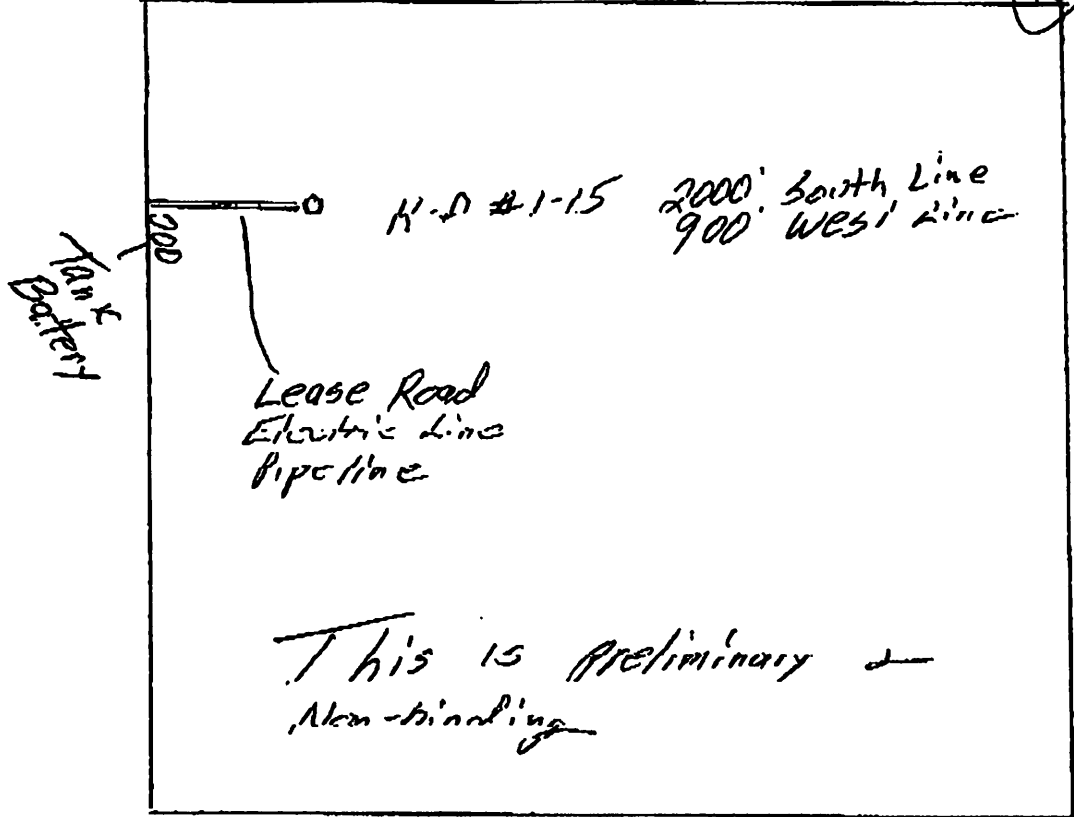 K-D #1-15 2000' South Line
900' West Line
200
Tank
Battery
Lease Road
Electric Line
Pipeline
This is Preliminary &
Non-binding